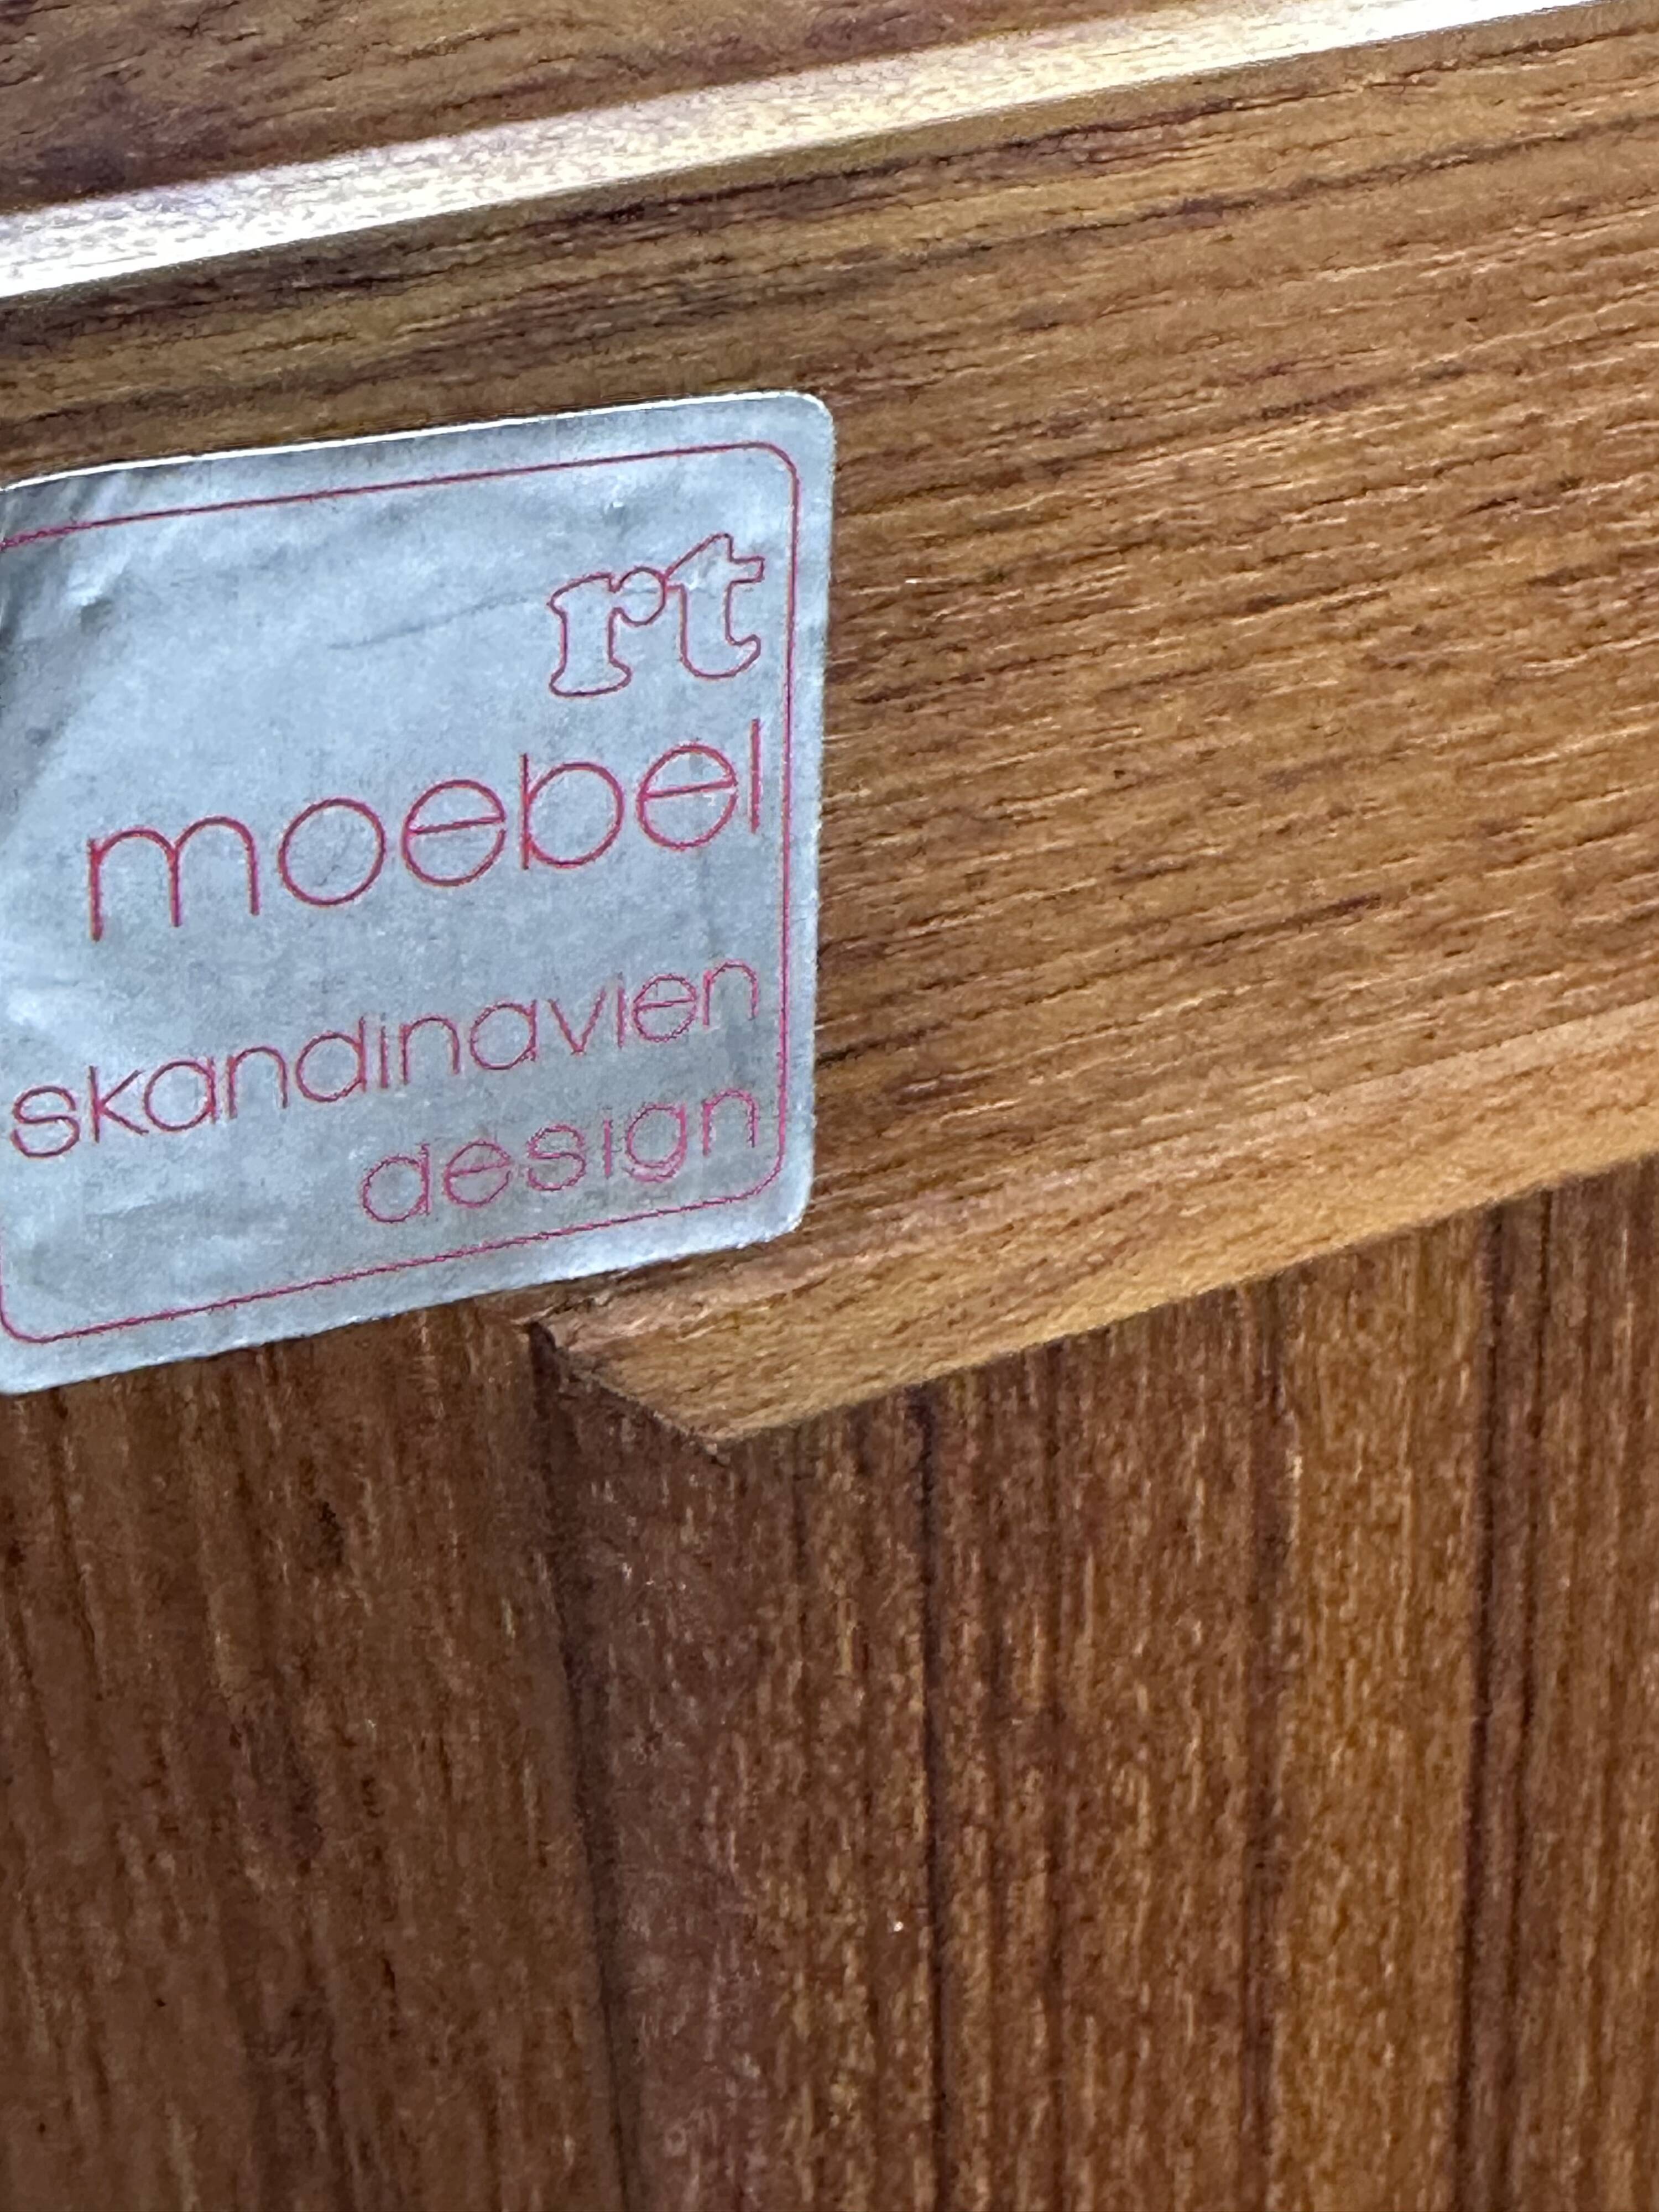 rt
moebel
skandinavien
design